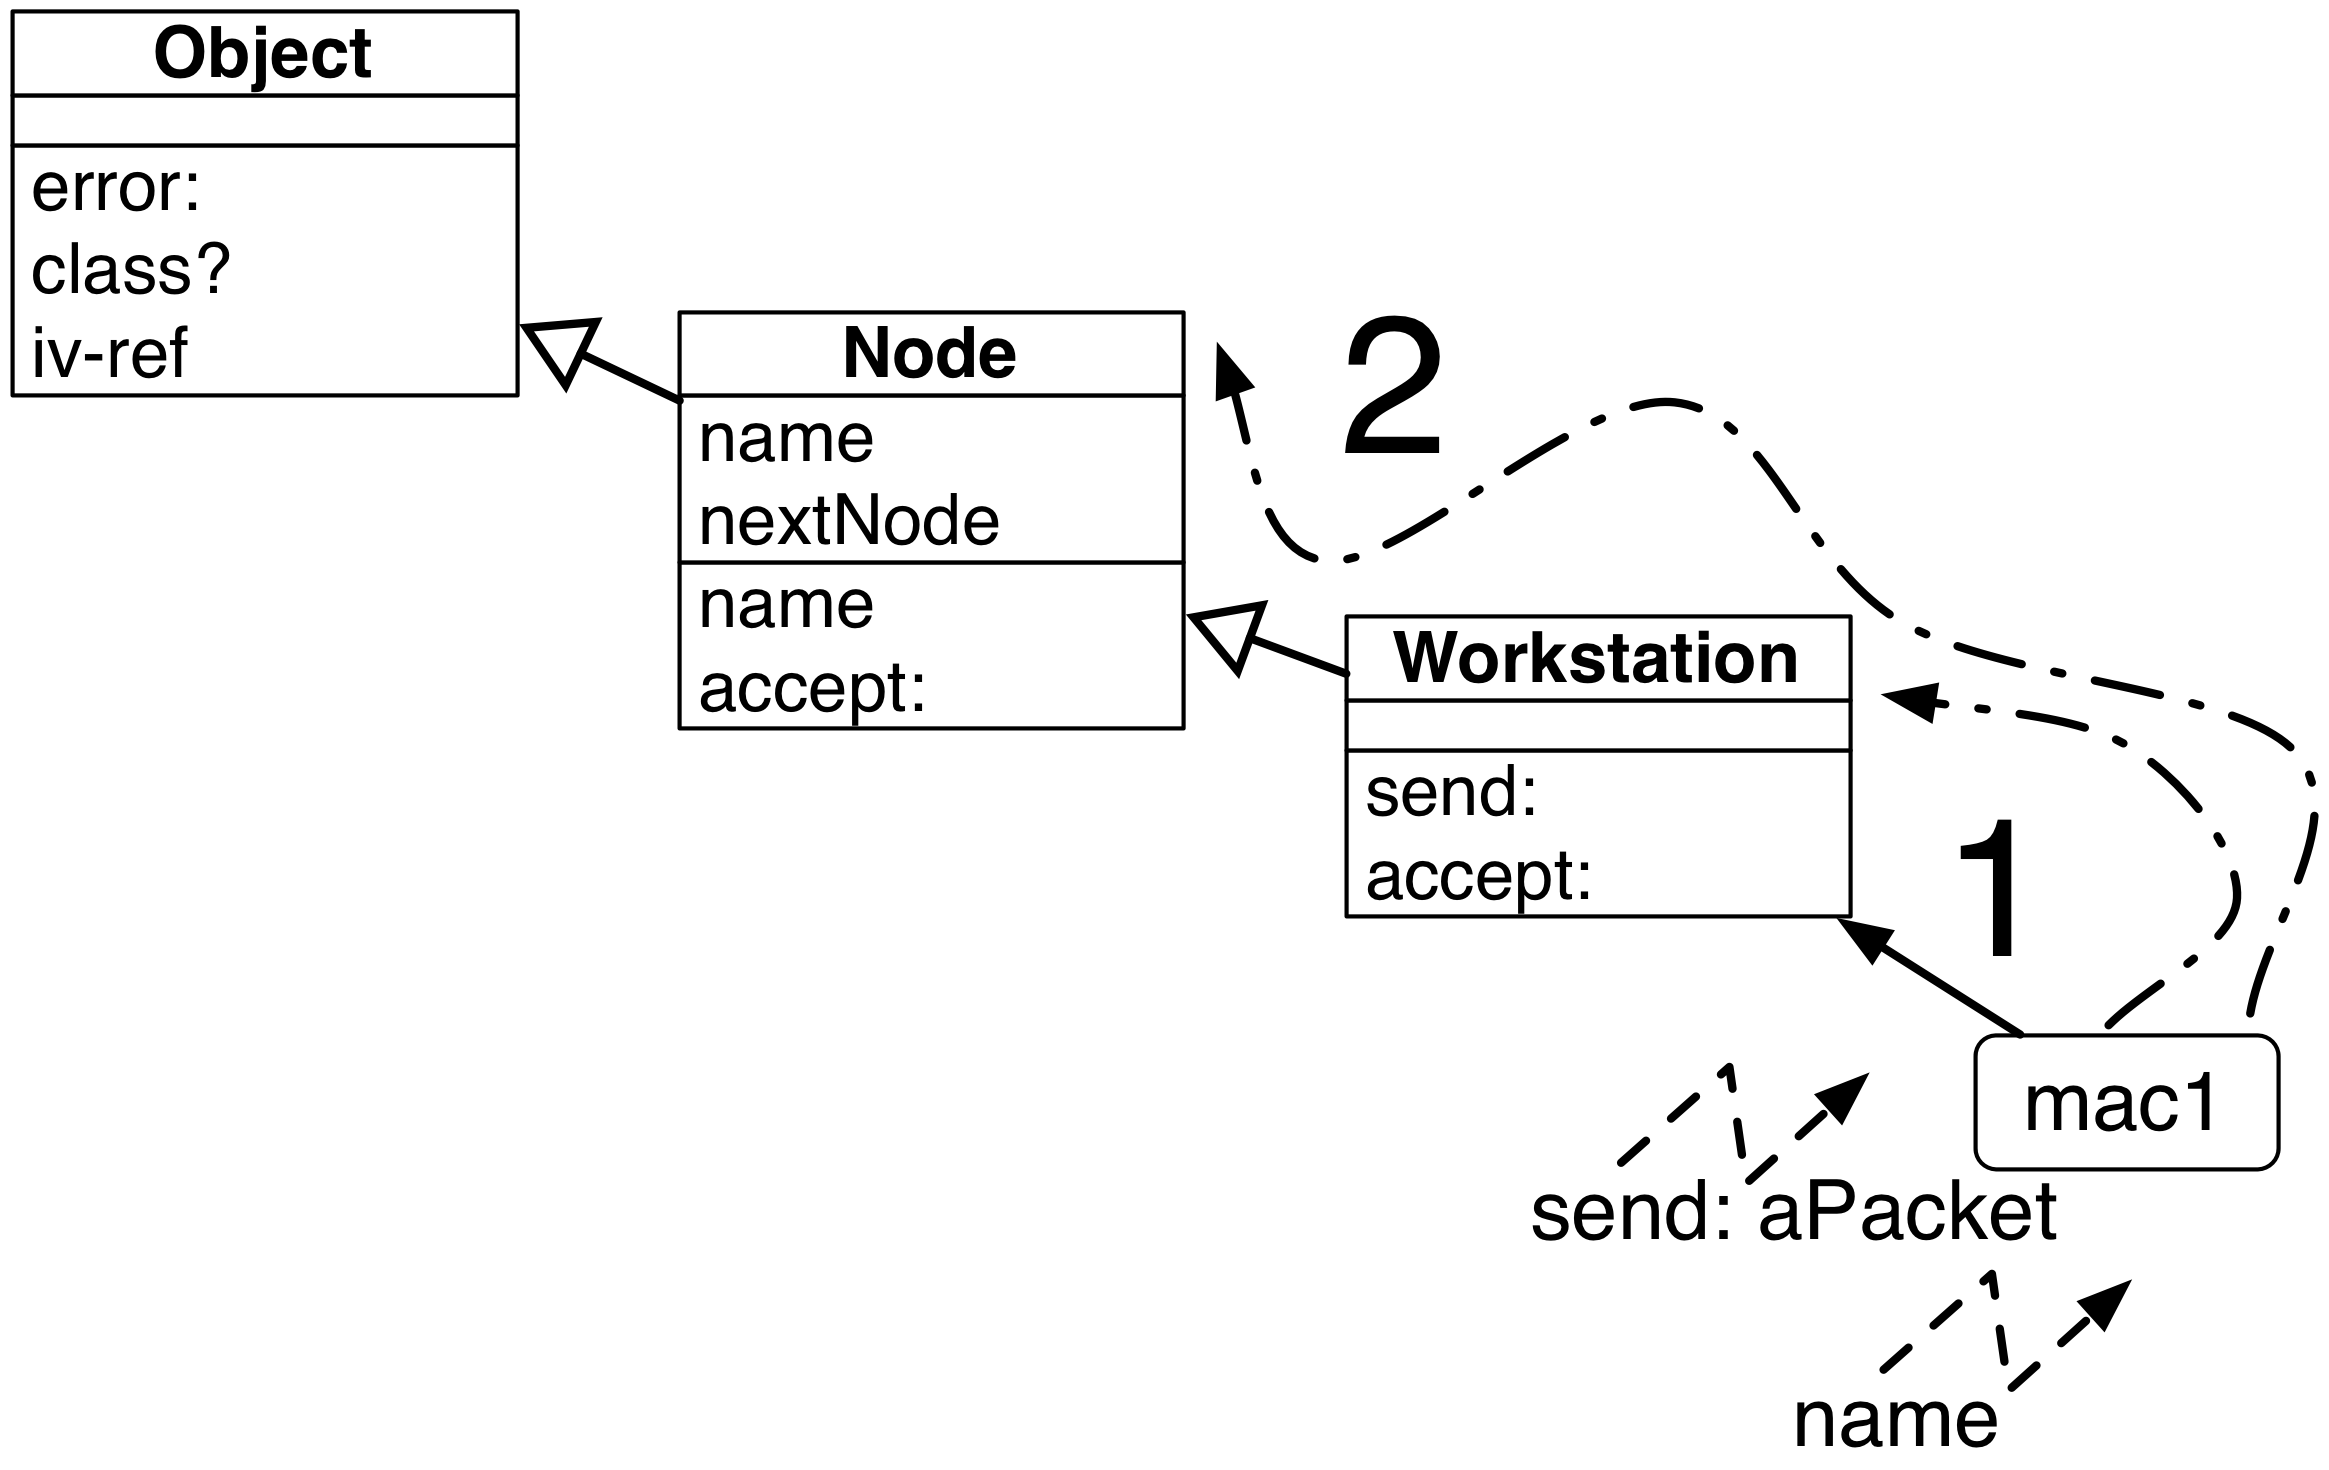 Object
error:
class?
iv-ref
Node
name
nextNode
name
accept:
2
Workstation
send:
accept:
1
mac1
send: aPacket
name